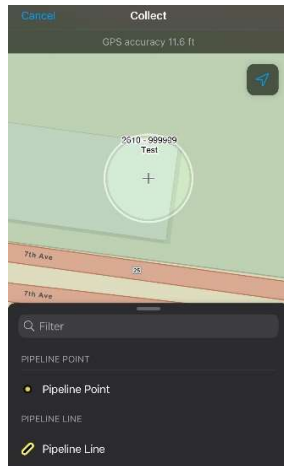 Cancel Collect
GPS accuracy 11.6 ft
2610 - 999999
Test
7th Ave
25
7th Ave
Filter
PIPELINE POINT
Pipeline Point
PIPELINE LINE
Pipeline Line